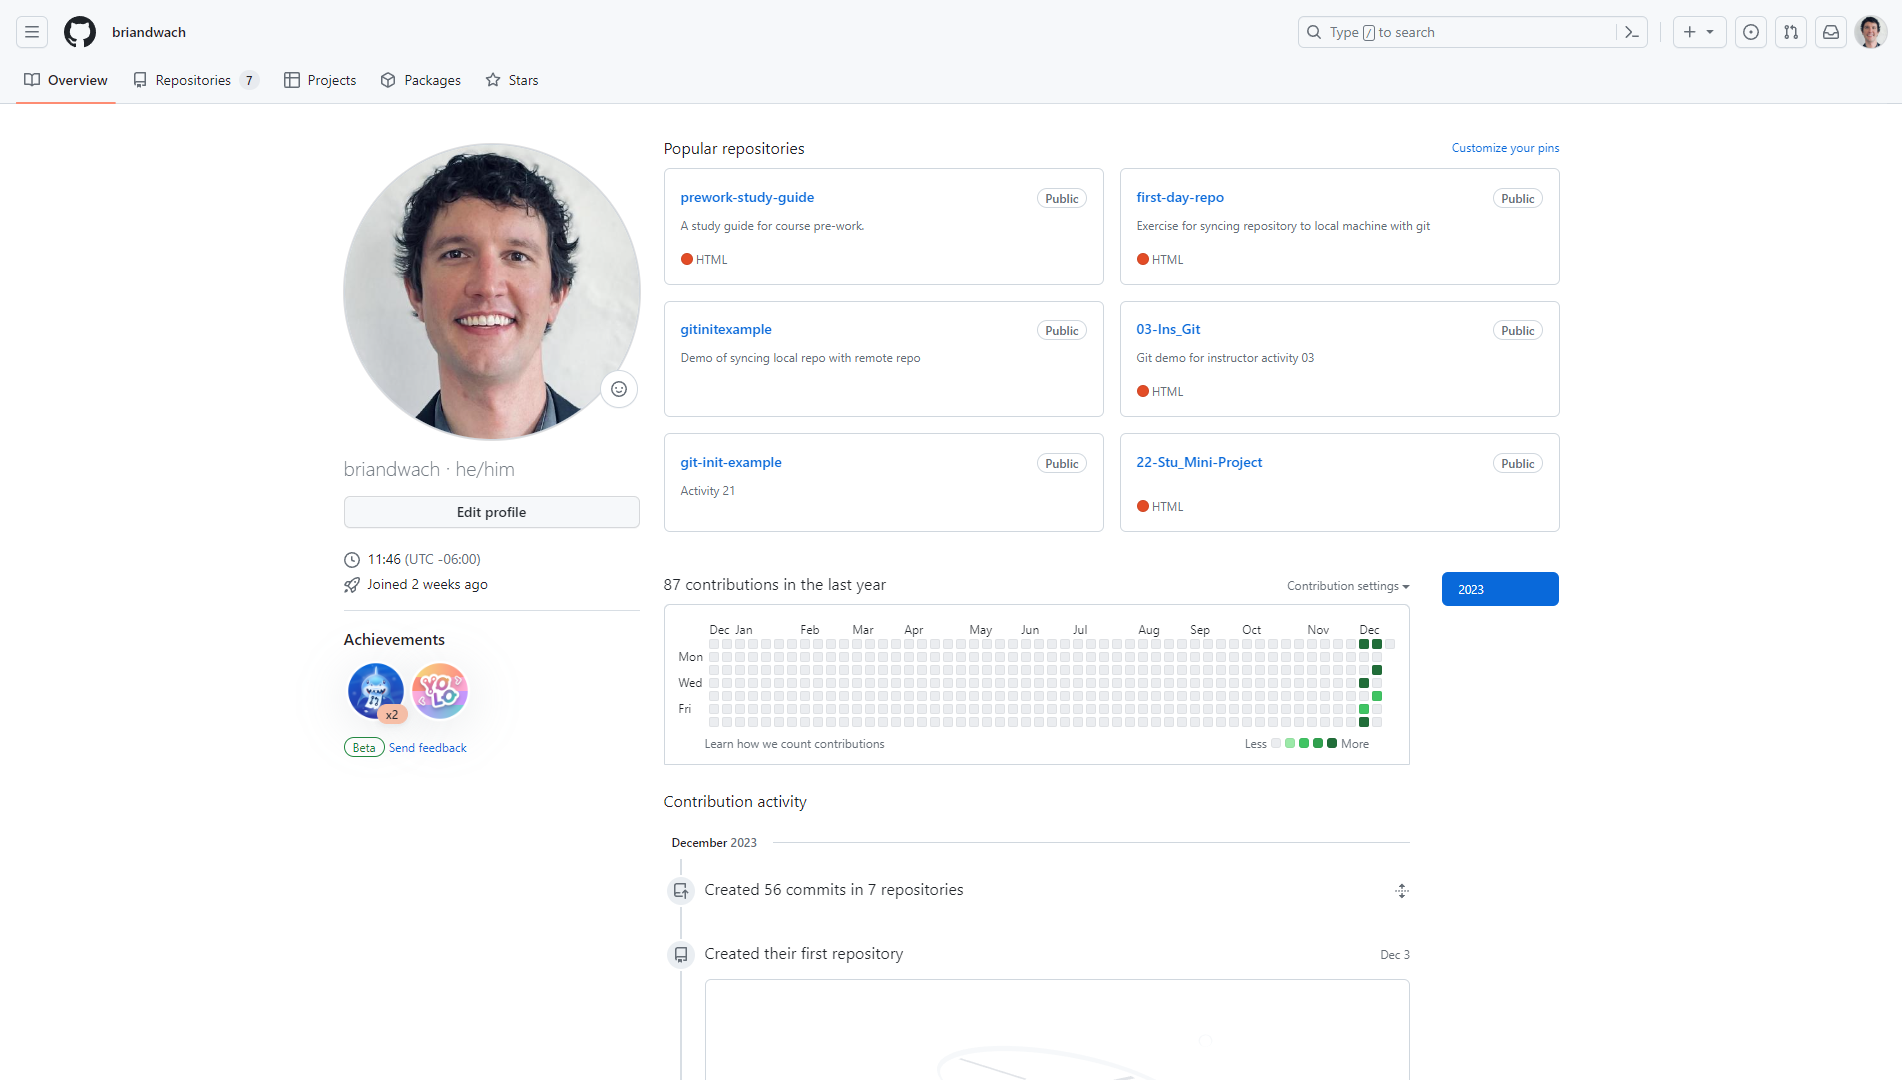 briandwach
Type / to search
Overview
Repositories 7
Projects
Packages
Stars
briandwach · he/him
Edit profile
11:46 (UTC -06:00)
Joined 2 weeks ago
Achievements
x2
YOLO
Beta Send feedback
Popular repositories
Customize your pins
prework-study-guide
Public
A study guide for course pre-work.
HTML
first-day-repo
Public
Exercise for syncing repository to local machine with git
HTML
gitinitexample
Public
Demo of syncing local repo with remote repo
03-Ins_Git
Public
Git demo for instructor activity 03
HTML
git-init-example
Public
Activity 21
22-Stu_Mini-Project
Public
HTML
87 contributions in the last year
Contribution settings
2023
Dec Jan Feb Mar Apr May Jun Jul Aug Sep Oct Nov Dec
Mon
Wed
Fri
Learn how we count contributions
Less More
Contribution activity
December 2023
Created 56 commits in 7 repositories
Created their first repository
Dec 3